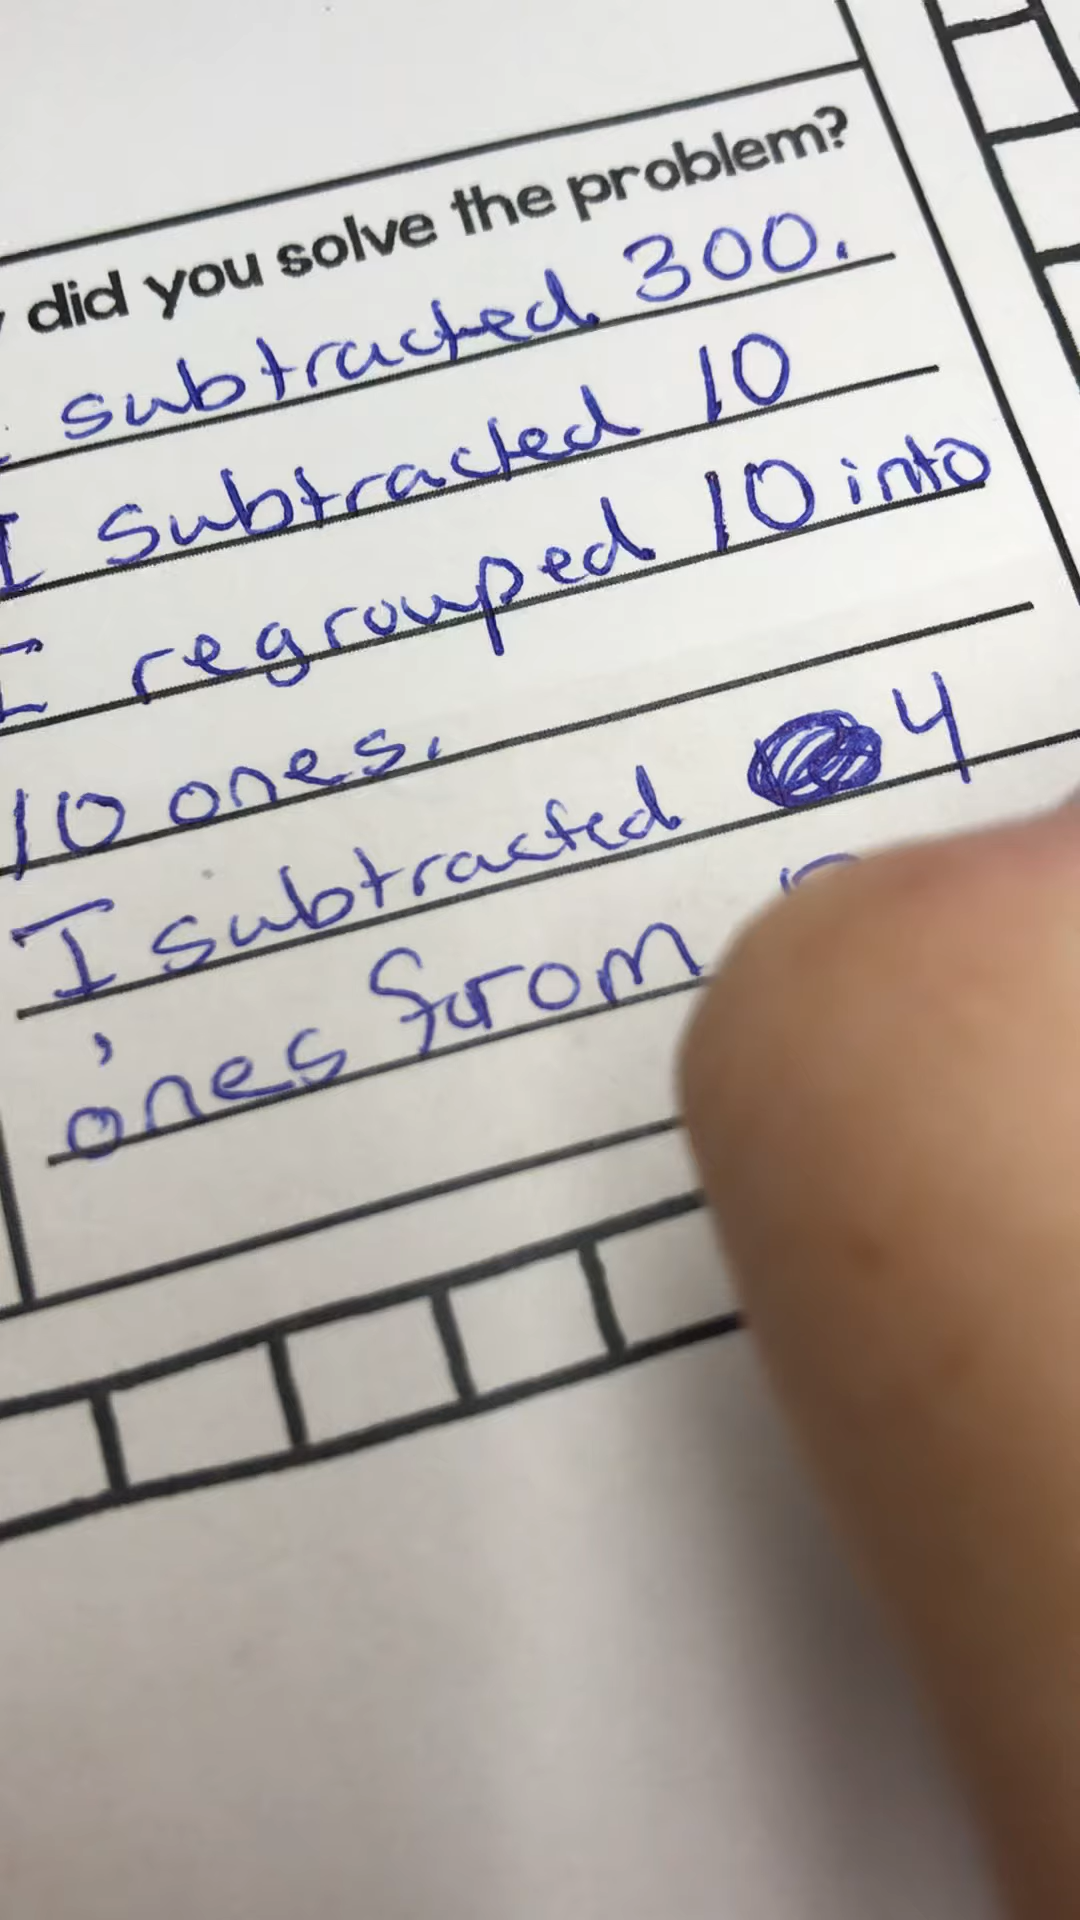 did you solve the problem?
I subtracted 300.
I subtracted 10
I regrouped 10 into
10 ones.
I subtracted 4
ones from